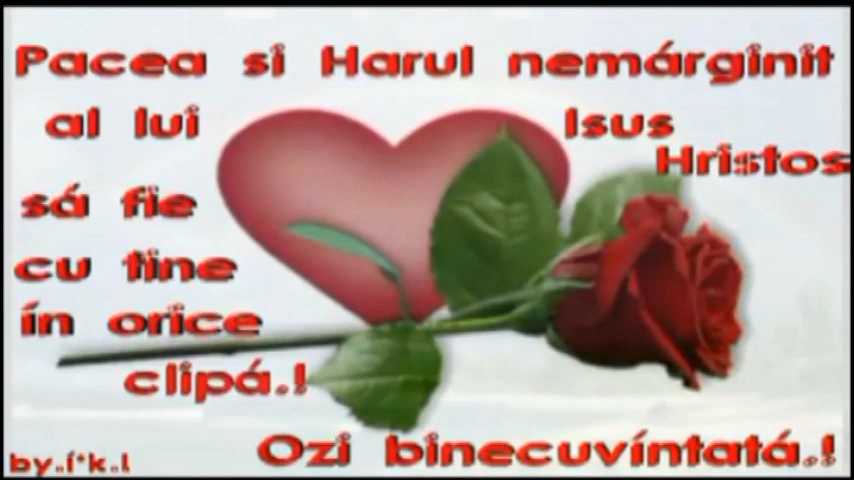 Pacea si Harul nemárginit
al lui Isus
Hristos
sá fie
cu tine
ín orice
clipá.!
Ozi binecuvíntatá.!
by..í*k.l